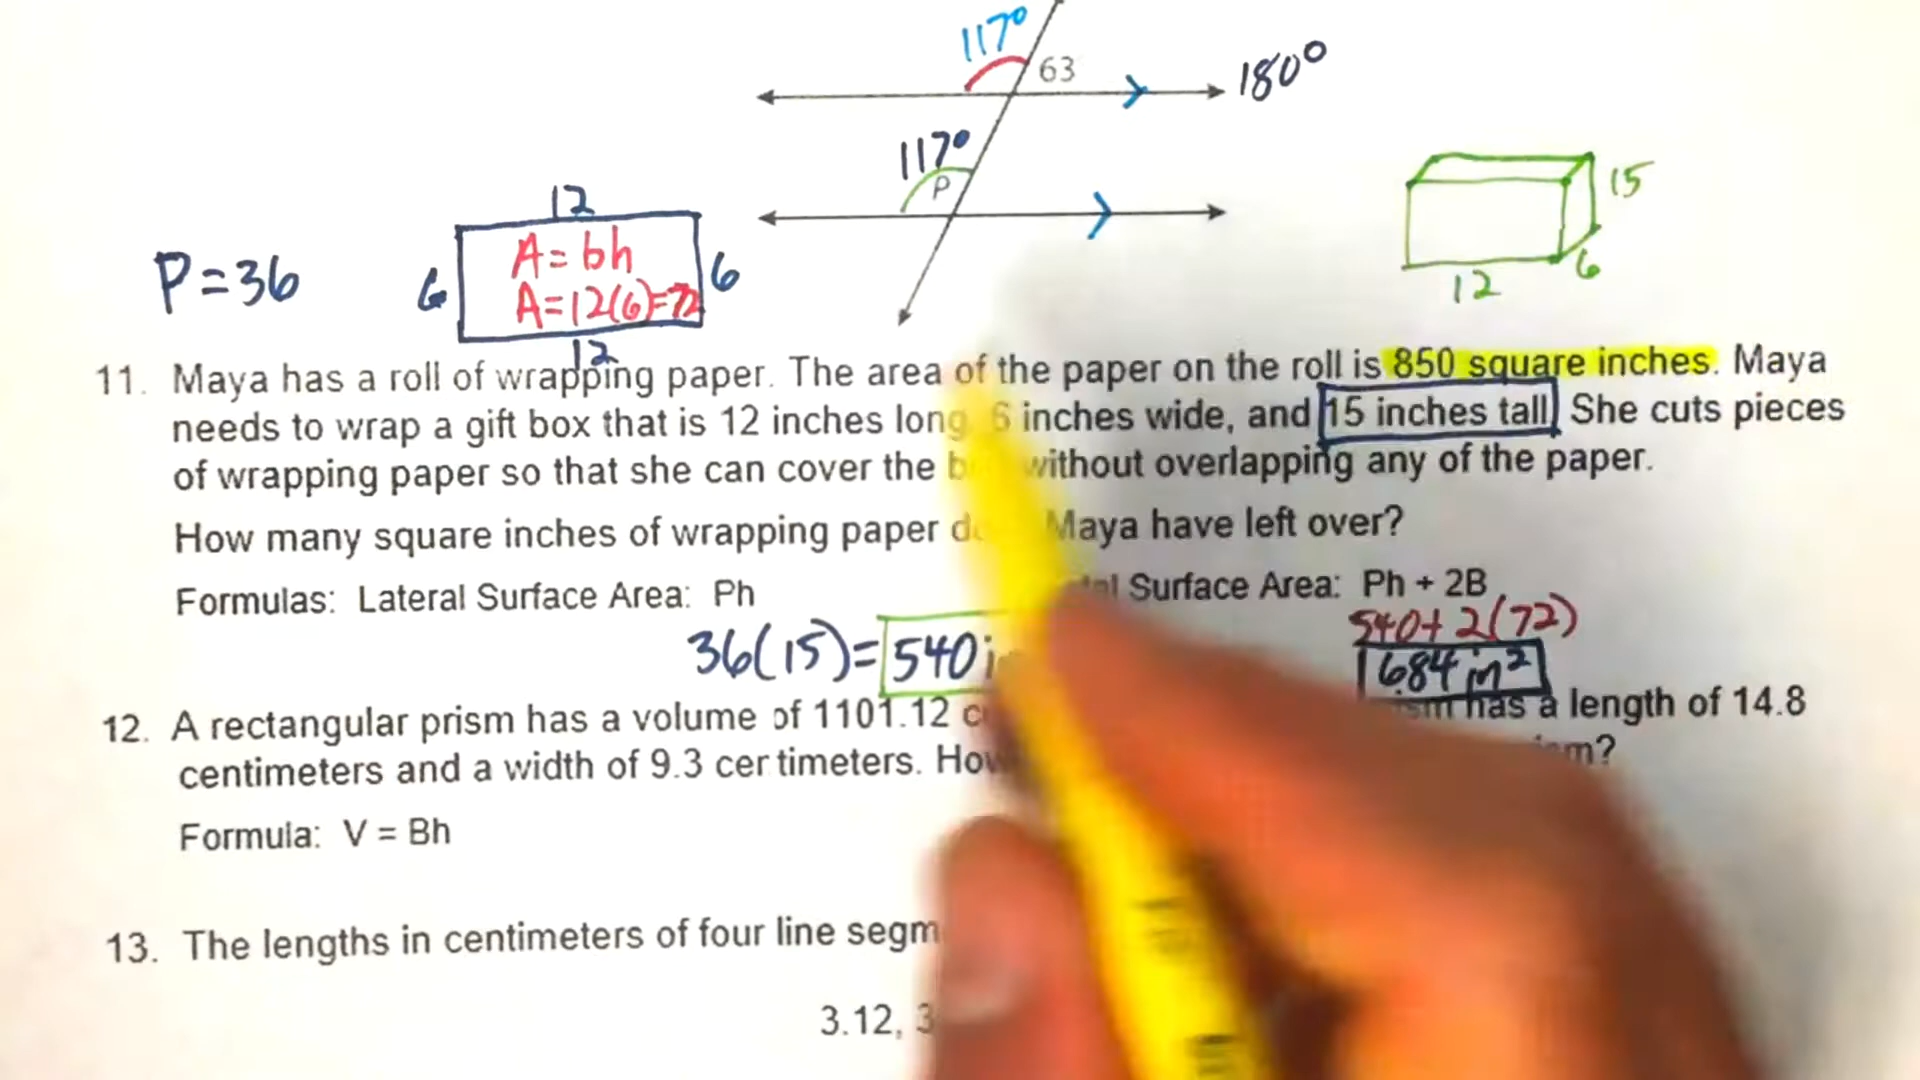 117°
63
180°
117°
P
15
12
6
12
P=36
6
A=bh
A=12(6)=72
6
12
11. Maya has a roll of wrapping paper. The area of the paper on the roll is 850 square inches. Maya
needs to wrap a gift box that is 12 inches long 6 inches wide, and 15 inches tall. She cuts pieces
of wrapping paper so that she can cover the without overlapping any of the paper.
How many square inches of wrapping paper Maya have left over?
Formulas: Lateral Surface Area: Ph Surface Area: Ph + 2B
540+2(72)
36(15)=540
684 in²
12. A rectangular prism has a volume of 1101.12 has a length of 14.8
centimeters and a width of 9.3 centimeters.
Formula: V = Bh
13. The lengths in centimeters of four line
3.12,